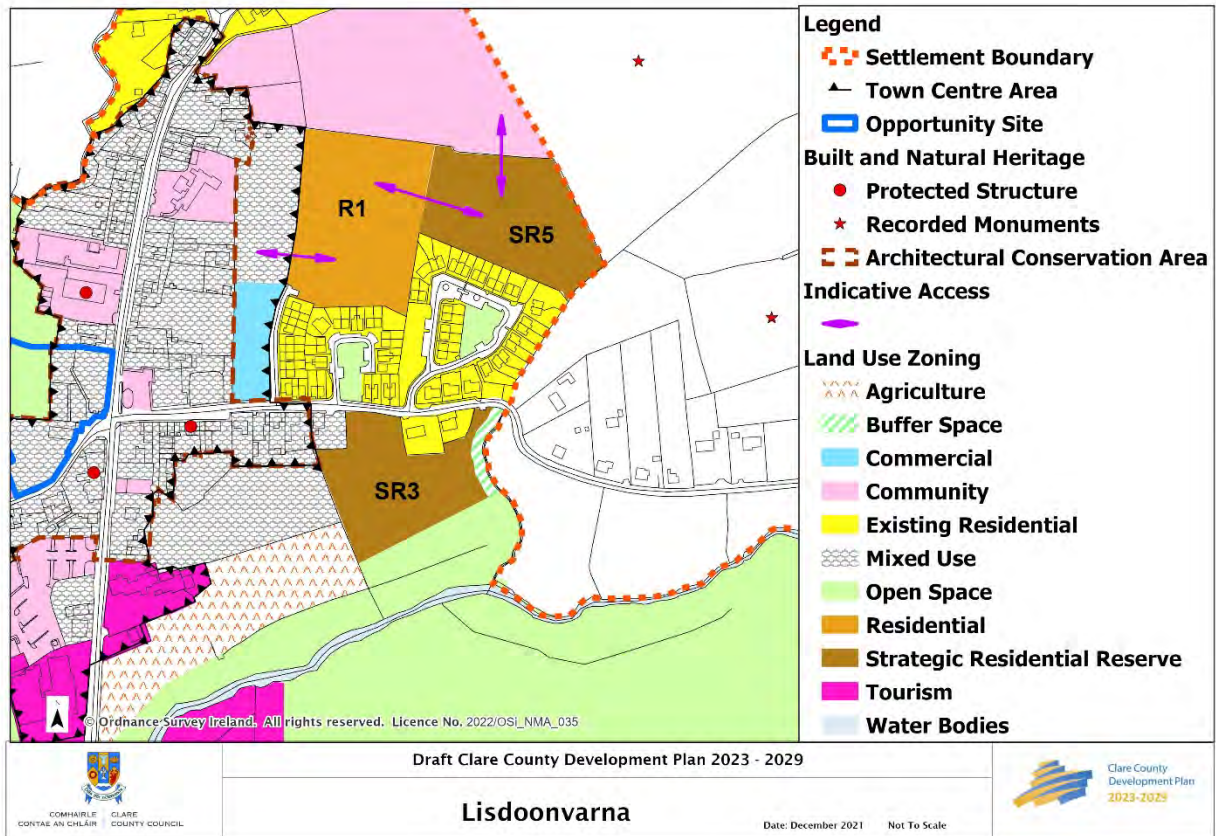 R1
SR5
SR3
© Ordnance Survey Ireland. All rights reserved. Licence No. 2022/OSi_NMA_035
Legend
Settlement Boundary
Town Centre Area
Opportunity Site
Built and Natural Heritage
Protected Structure
Recorded Monuments
Architectural Conservation Area
Indicative Access
Land Use Zoning
Agriculture
Buffer Space
Commercial
Community
Existing Residential
Mixed Use
Open Space
Residential
Strategic Residential Reserve
Tourism
Water Bodies
COMHAIRLE CLARE
CONTAE AN CHLÁIR COUNTY COUNCIL
Draft Clare County Development Plan 2023 - 2029
Lisdoonvarna
Date: December 2021 Not To Scale
Clare County
Development Plan
2023-2029